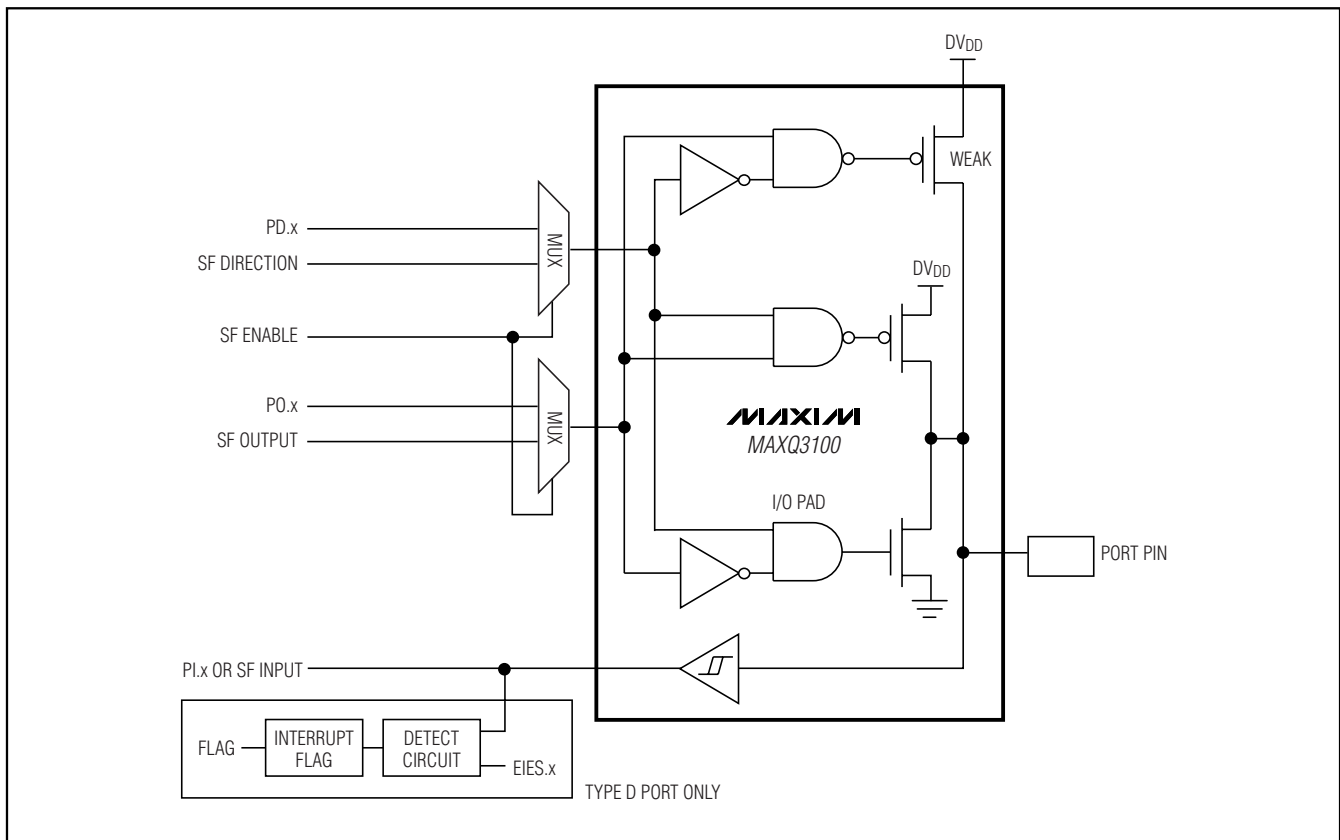 DVDD
WEAK
PD.x
MUX
SF DIRECTION
DVDD
SF ENABLE
PO.x
MUX
SF OUTPUT
MAXIM
MAXQ3100
I/O PAD
PORT PIN
PI.x OR SF INPUT
FLAG
INTERRUPT
FLAG
DETECT
CIRCUIT
EIES.x
TYPE D PORT ONLY